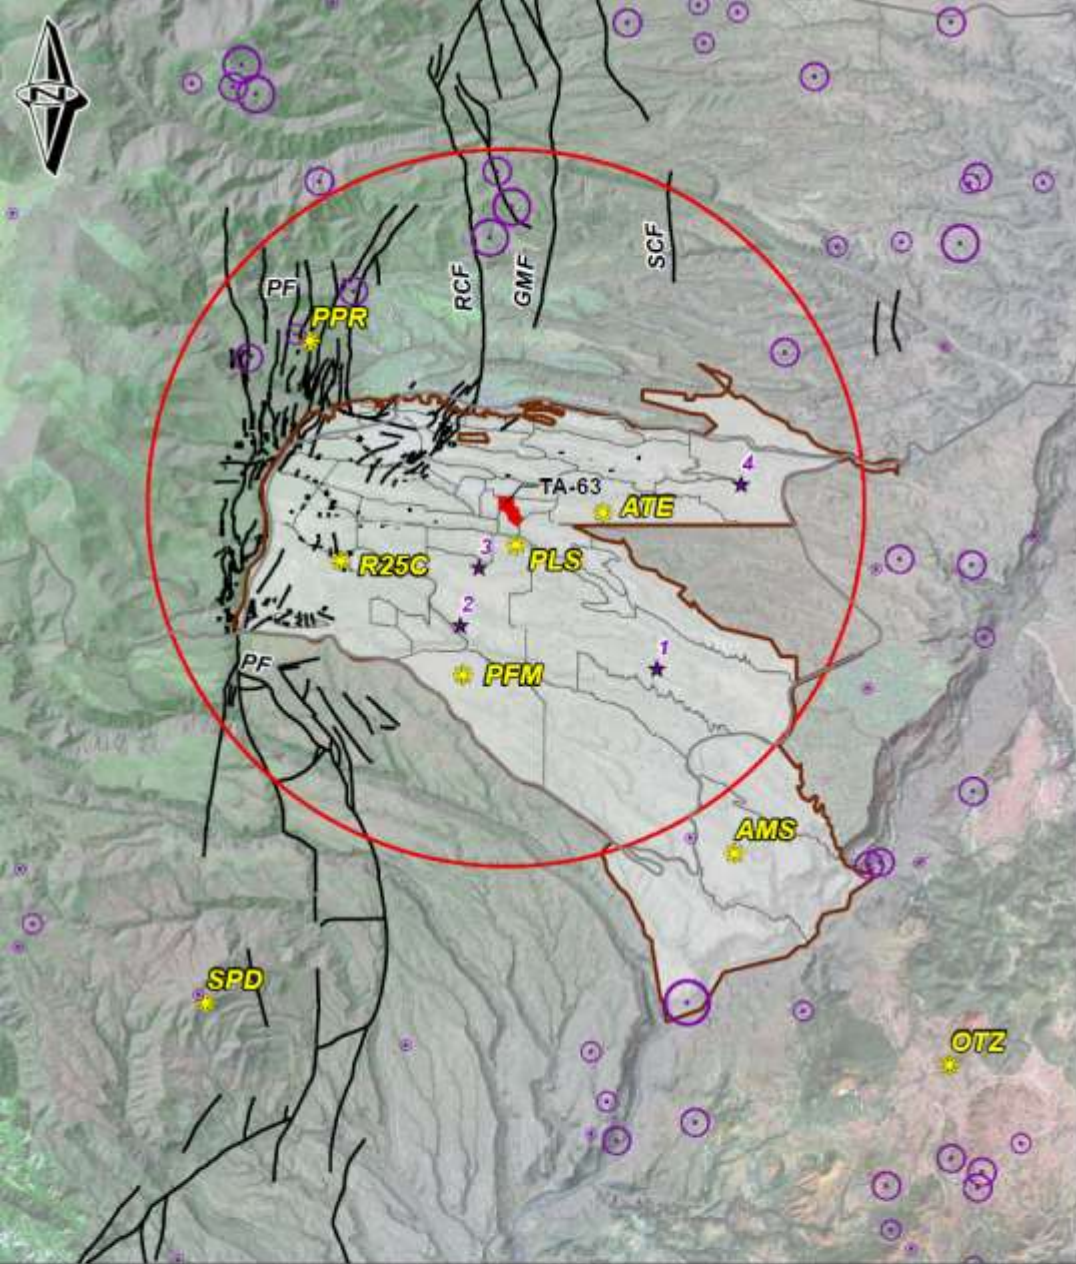 N
SCF
RCF
GMF
PF
PPR
4
TA-63
ATE
3
PLS
R25C
2
1
PF
PFM
AMS
SPD
OTZ